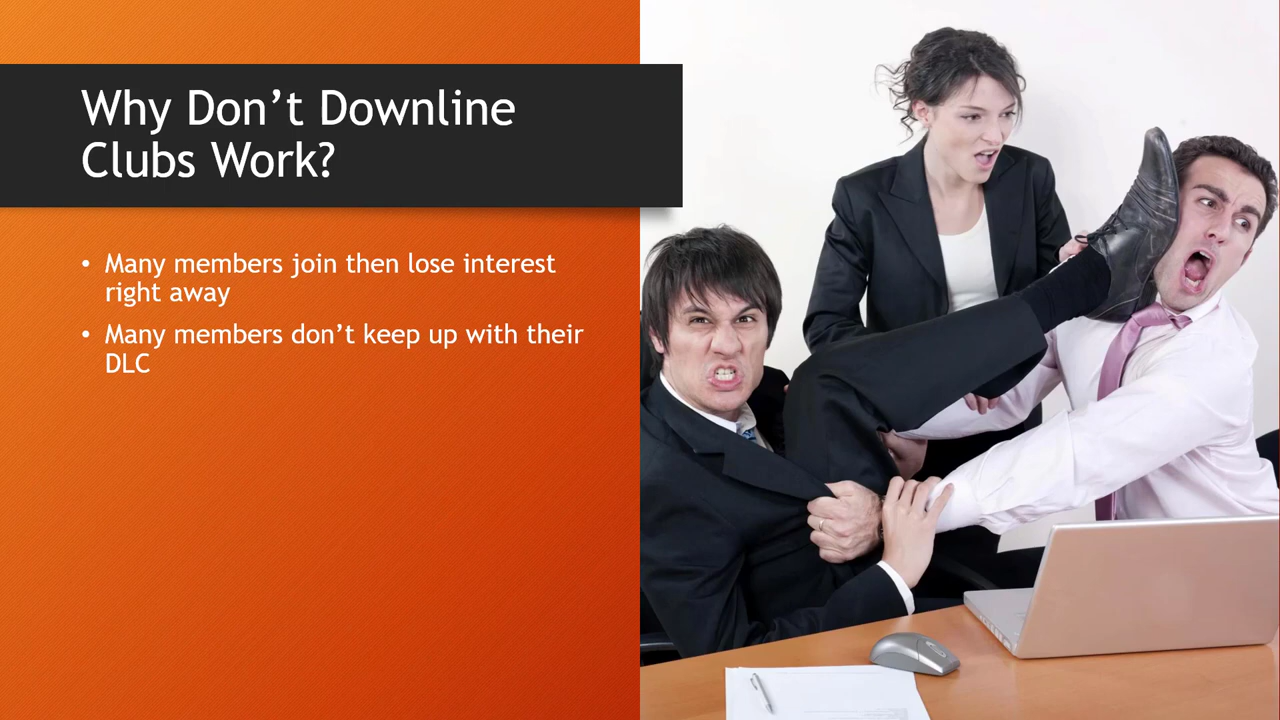 Why Don’t Downline
Clubs Work?
• Many members join then lose interest
right away
• Many members don’t keep up with their
DLC